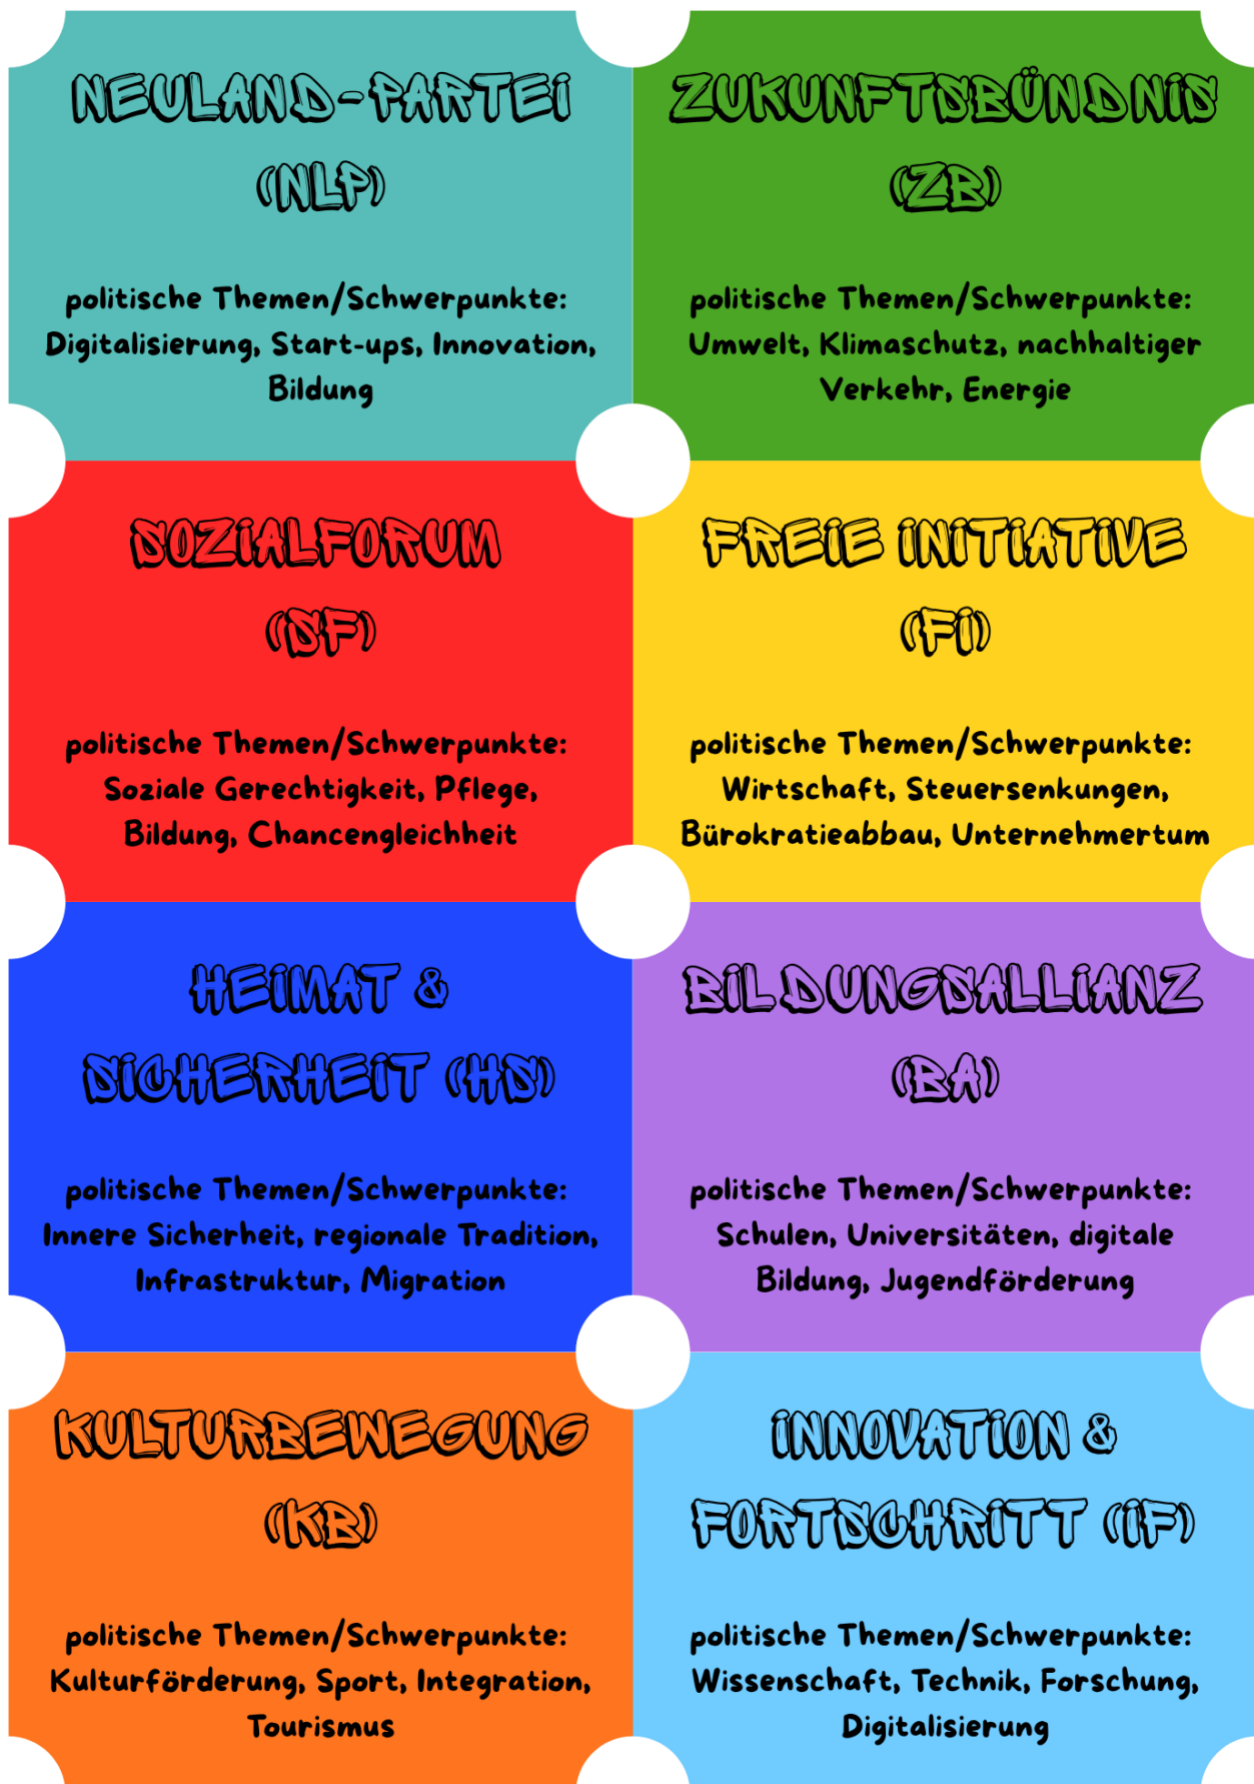 NEULAND-PARTEI
(NLP)
politische Themen/Schwerpunkte:
Digitalisierung, Start-ups, Innovation,
Bildung
ZUKUNFTSBÜNDNIS
(ZB)
politische Themen/Schwerpunkte:
Umwelt, Klimaschutz, nachhaltiger
Verkehr, Energie
SOZIALFORUM
(SF)
politische Themen/Schwerpunkte:
Soziale Gerechtigkeit, Pflege,
Bildung, Chancengleichheit
FREIE INITIATIVE
(FI)
politische Themen/Schwerpunkte:
Wirtschaft, Steuersenkungen,
Bürokratieabbau, Unternehmertum
HEIMAT &
SICHERHEIT (HS)
politische Themen/Schwerpunkte:
Innere Sicherheit, regionale Tradition,
Infrastruktur, Migration
BILDUNGSALLIANZ
(BA)
politische Themen/Schwerpunkte:
Schulen, Universitäten, digitale
Bildung, Jugendförderung
KULTURBEWEGUNG
(KB)
politische Themen/Schwerpunkte:
Kulturförderung, Sport, Integration,
Tourismus
INNOVATION &
FORTSCHRITT (IF)
politische Themen/Schwerpunkte:
Wissenschaft, Technik, Forschung,
Digitalisierung